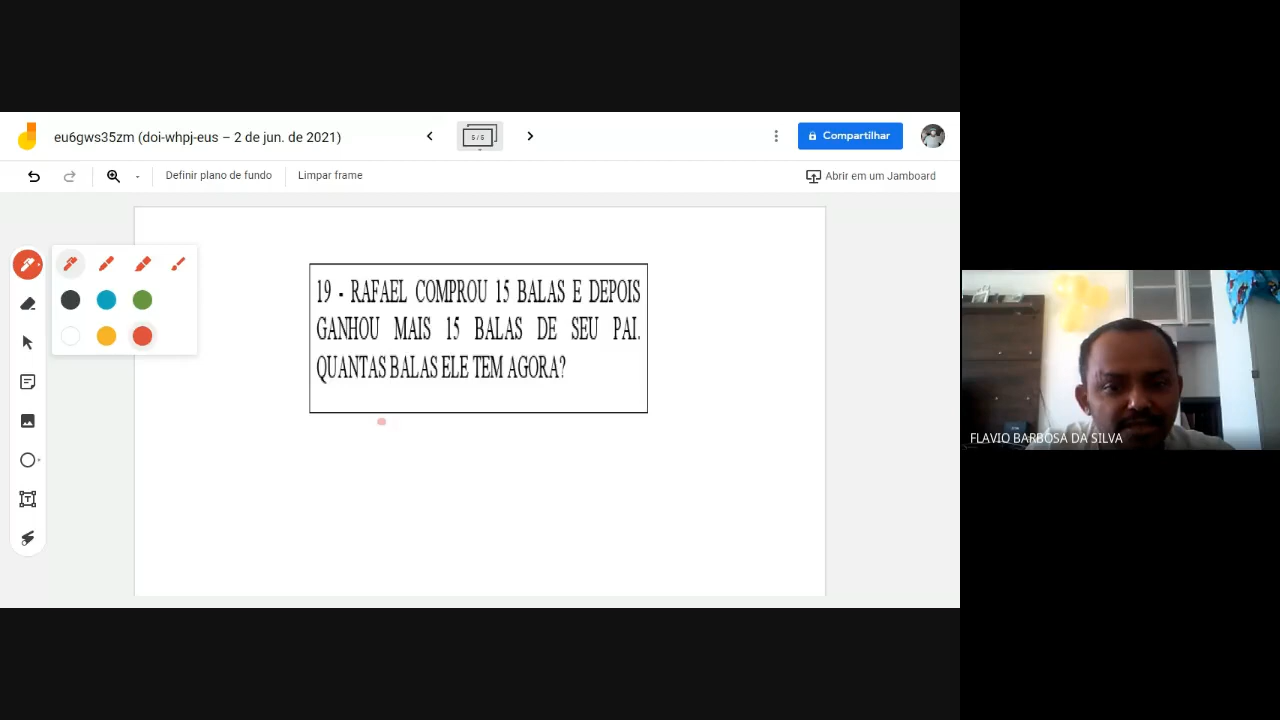 eu6gws35zm (doi-whpj-eus – 2 de jun. de 2021)
5 / 5
Compartilhar
Definir plano de fundo
Limpar frame
Abrir em um Jamboard
19 - RAFAEL COMPROU 15 BALAS E DEPOIS
GANHOU MAIS 15 BALAS DE SEU PAI.
QUANTAS BALAS ELE TEM AGORA?
FLAVIO BARBOSA DA SILVA